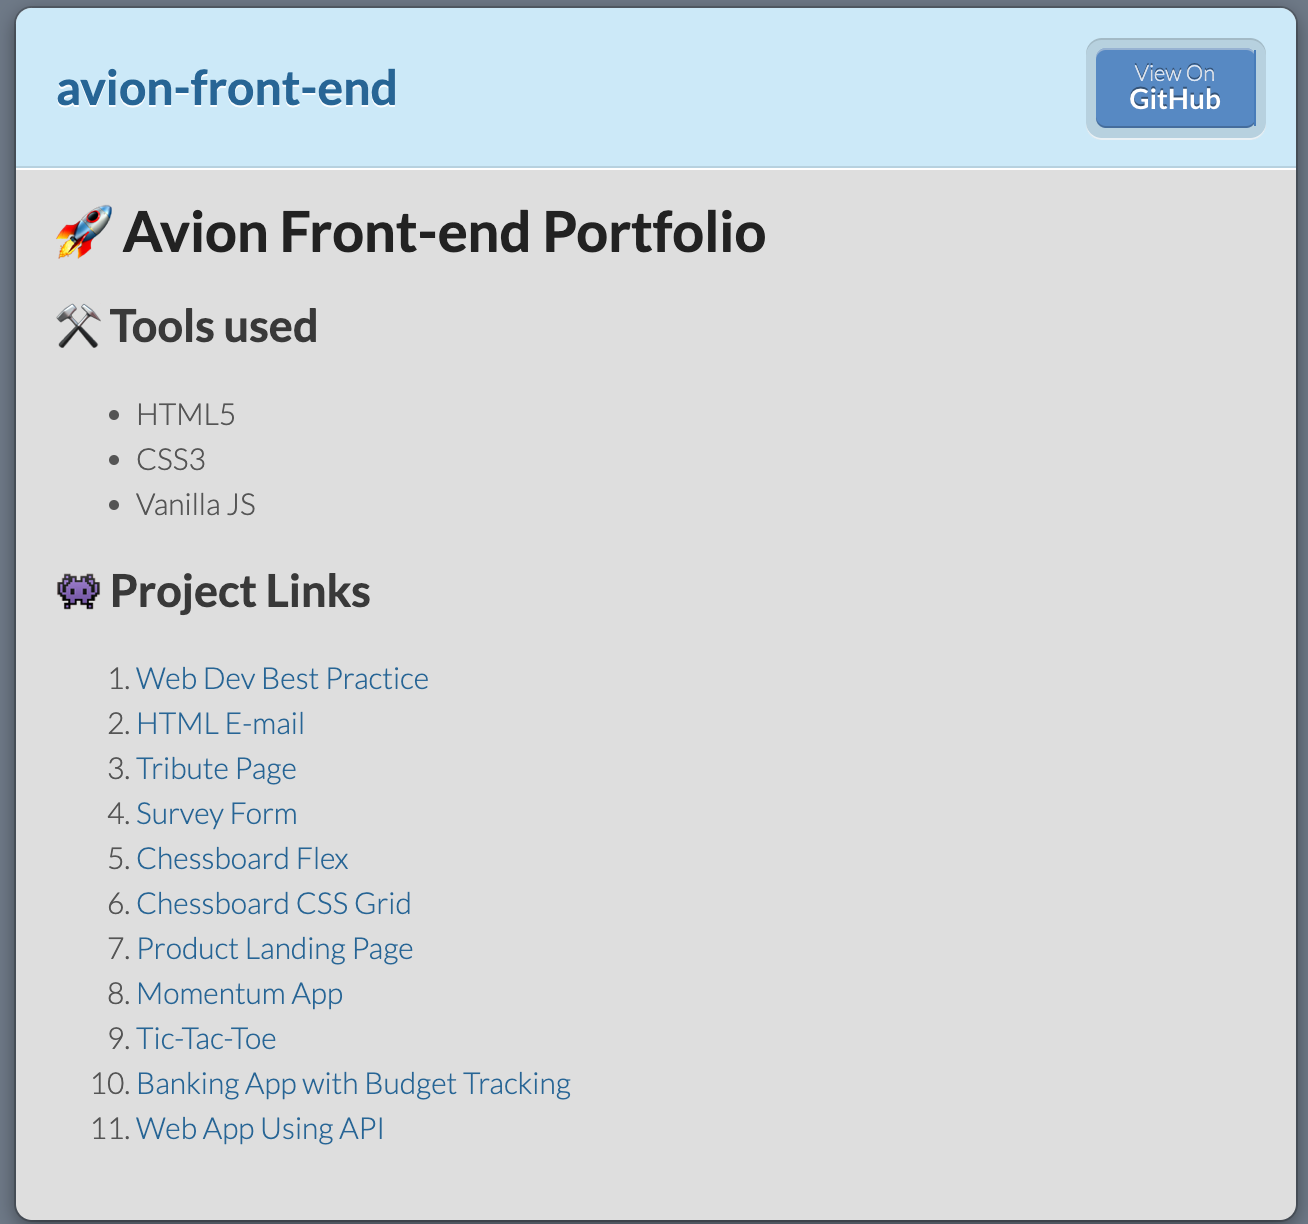 avion-front-end
View On
GitHub
🚀 Avion Front-end Portfolio
⚒️ Tools used
• HTML5
• CSS3
• Vanilla JS
👾 Project Links
1. Web Dev Best Practice
2. HTML E-mail
3. Tribute Page
4. Survey Form
5. Chessboard Flex
6. Chessboard CSS Grid
7. Product Landing Page
8. Momentum App
9. Tic-Tac-Toe
10. Banking App with Budget Tracking
11. Web App Using API